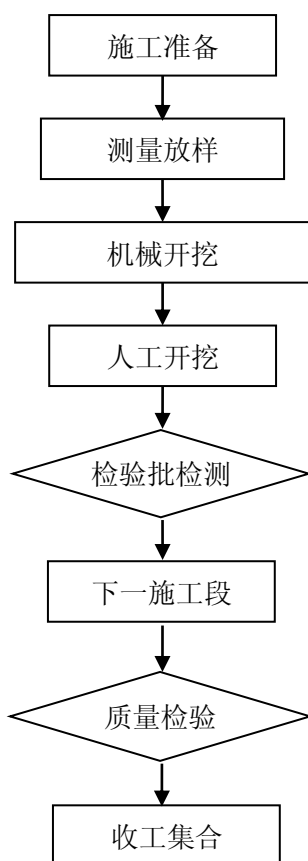 施工准备
测量放样
机械开挖
人工开挖
检验批检测
下一施工段
质量检验
收工集合